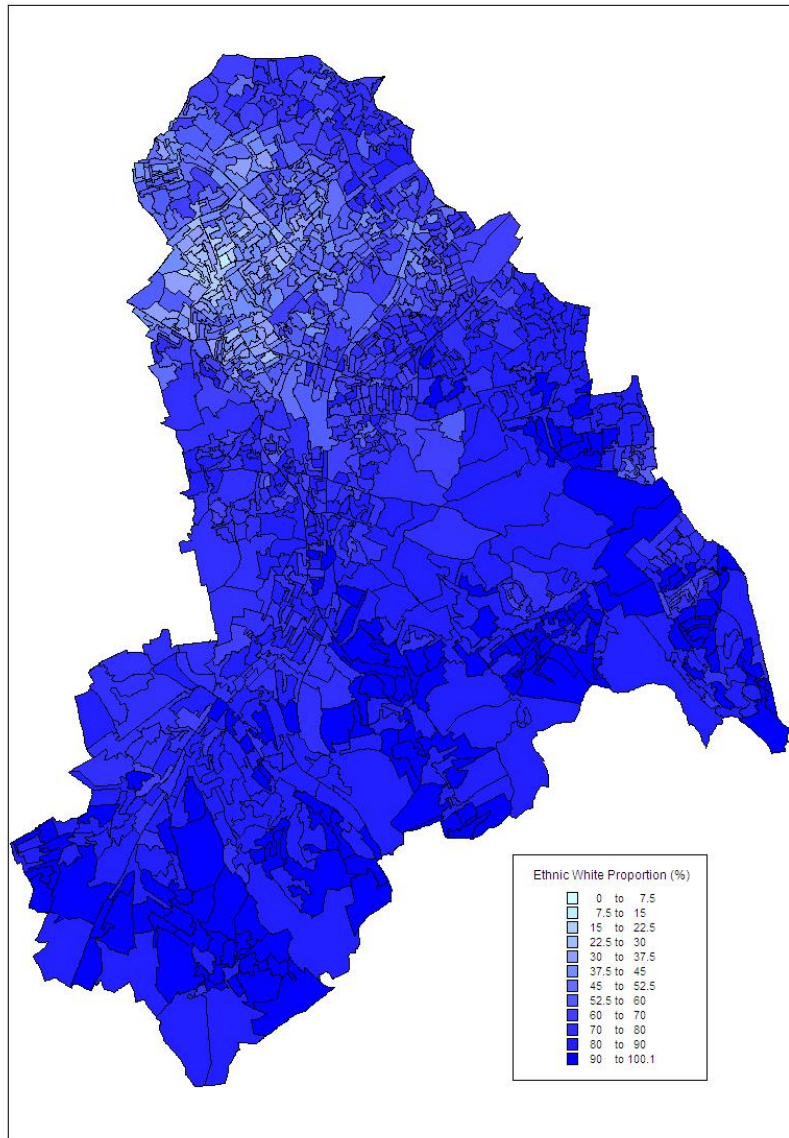 Ethnic White Proportion (%)
0 to 7.5
7.5 to 15
15 to 22.5
22.5 to 30
30 to 37.5
37.5 to 45
45 to 52.5
52.5 to 60
60 to 70
70 to 80
80 to 90
90 to 100.1